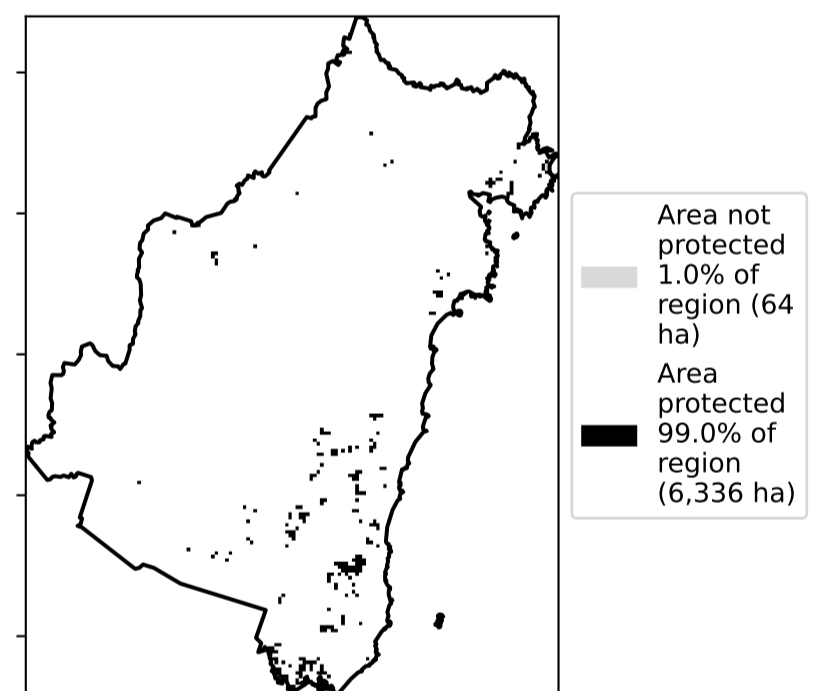 Area not
protected
1.0% of
region (64
ha)
Area
protected
99.0% of
region
(6,336 ha)